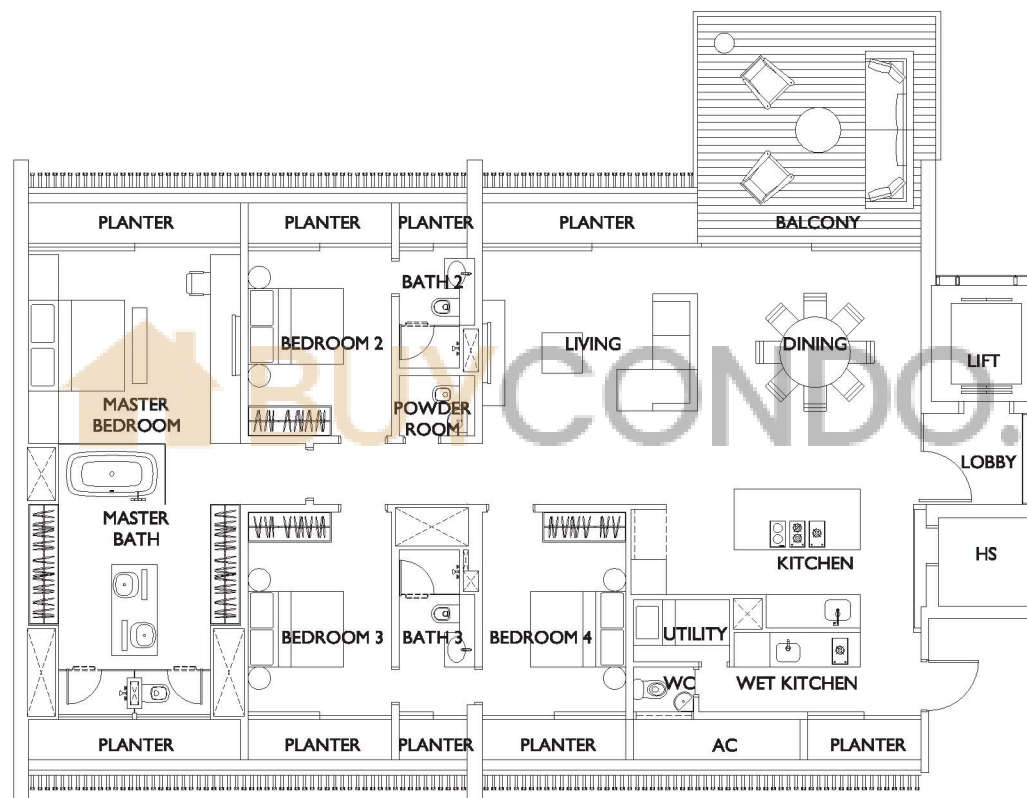 BALCONY
PLANTER
PLANTER
PLANTER
PLANTER
BATH 2
BEDROOM 2
LIVING
DINING
LIFT
MASTER
BEDROOM
POWDER
ROOM
BUYCONDO.
LOBBY
MASTER
BATH
KITCHEN
HS
BEDROOM 3
BATH 3
BEDROOM 4
UTILITY
WC
WET KITCHEN
PLANTER
PLANTER
PLANTER
PLANTER
AC
PLANTER